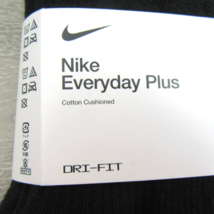 Nike
Everyday Plus
Cotton Cushioned
DRI-FIT